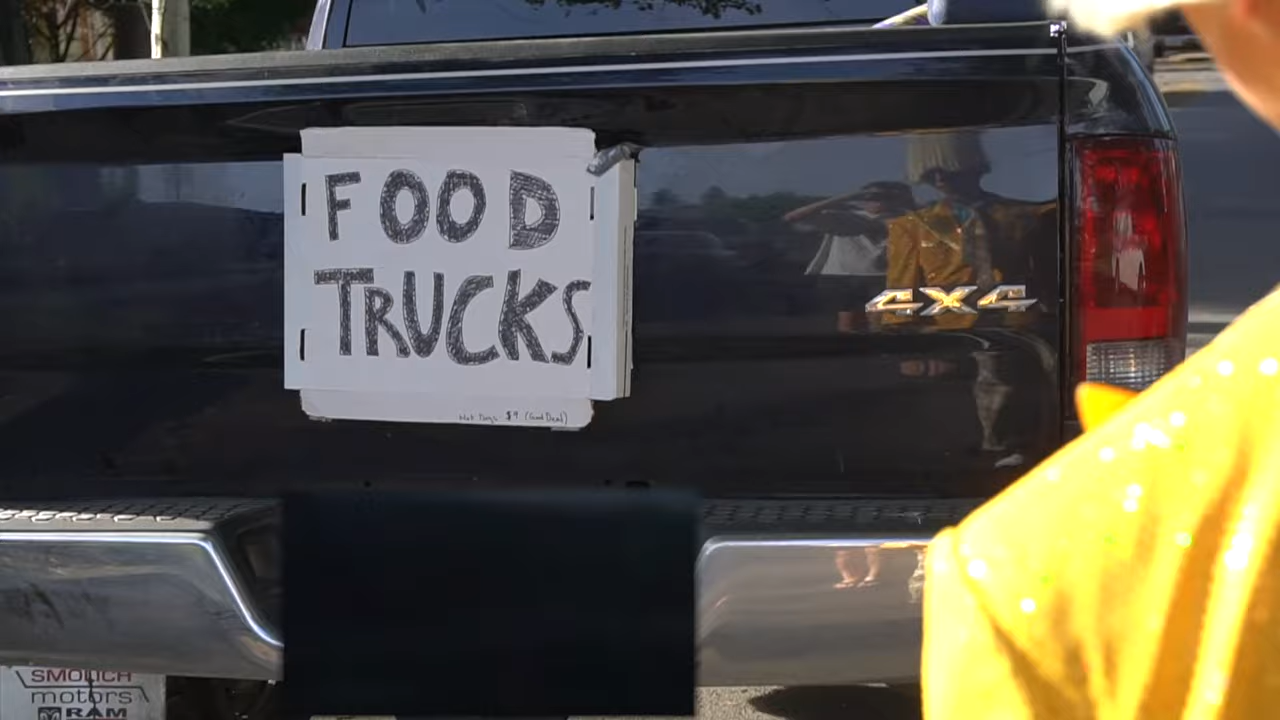 FOOD
TRUCKS
Hot Dogs $9 (Good Deal)
4X4
SMOLICH
motors
RAM